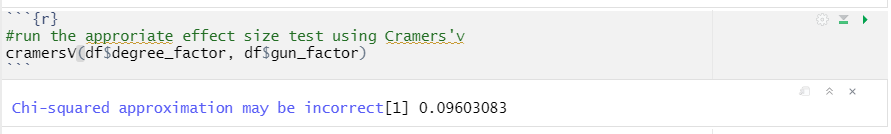 ```{r}
#run the approriate effect size test using Cramers'v
cramersV(df$degree_factor, df$gun_factor)
```
Chi-squared approximation may be incorrect[1] 0.09603083